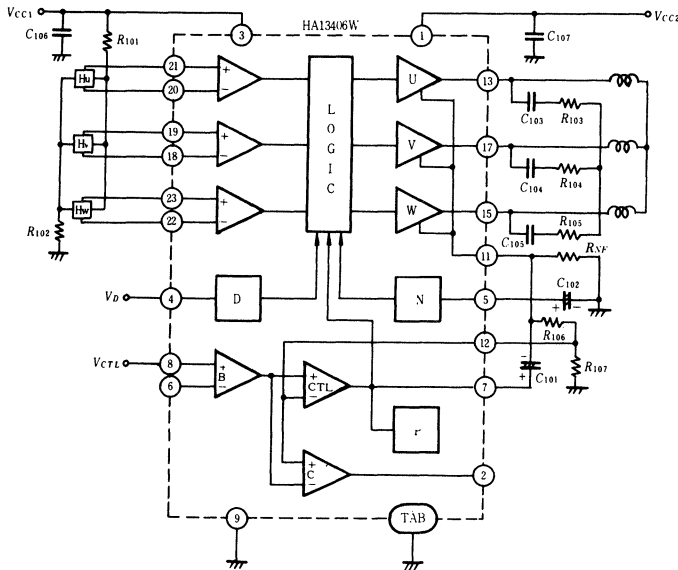 VCC1
C106
R101
3
HA13406W
1
VCC2
C107
21
20
Hu
+
−
U
13
C103
R103
19
18
Hv
+
−
LOGIC
V
17
C104
R104
23
22
Hw
+
−
W
15
C105
R105
R102
11
RNF
VD
4
D
N
5
C102
+ −
12
R106
R107
VCTL
8
6
+
B
−
+
CTL
−
7
−
+
C101
+
C
−
2
9
TAB